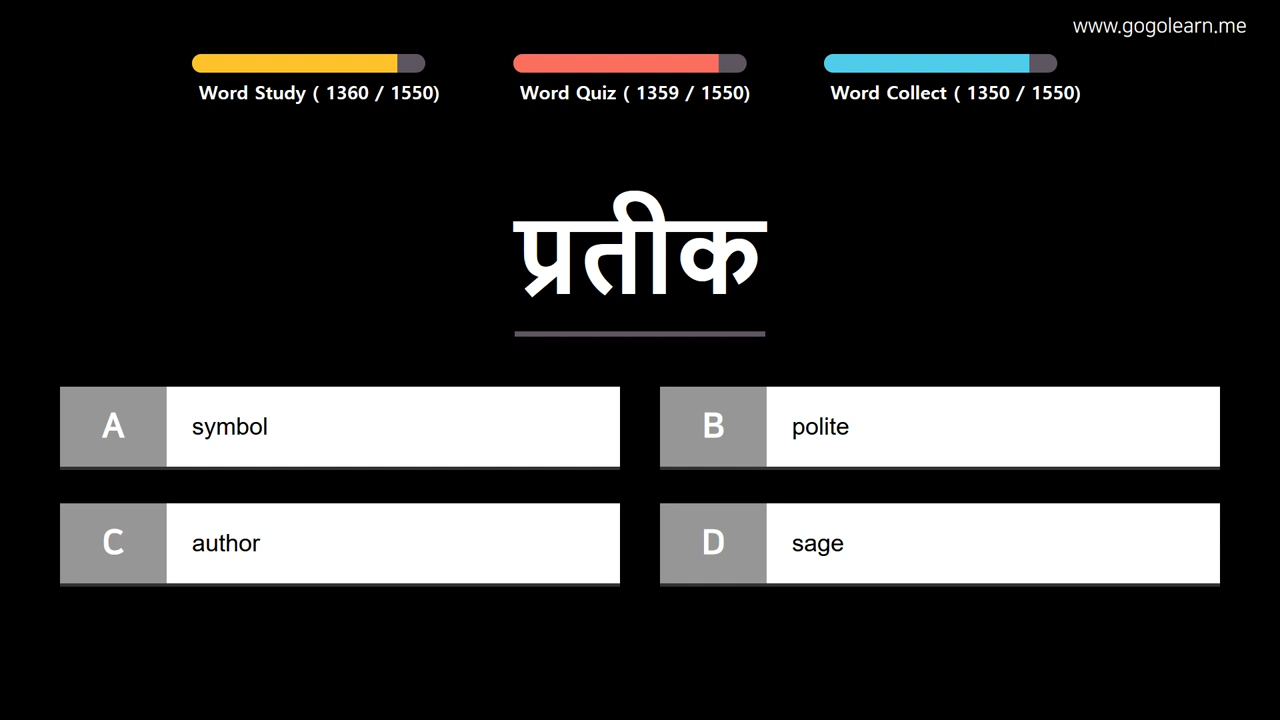 www.gogolearn.me
Word Study ( 1360 / 1550)
Word Quiz ( 1359 / 1550)
Word Collect ( 1350 / 1550)
प्रतीक
A symbol
B polite
C author
D sage